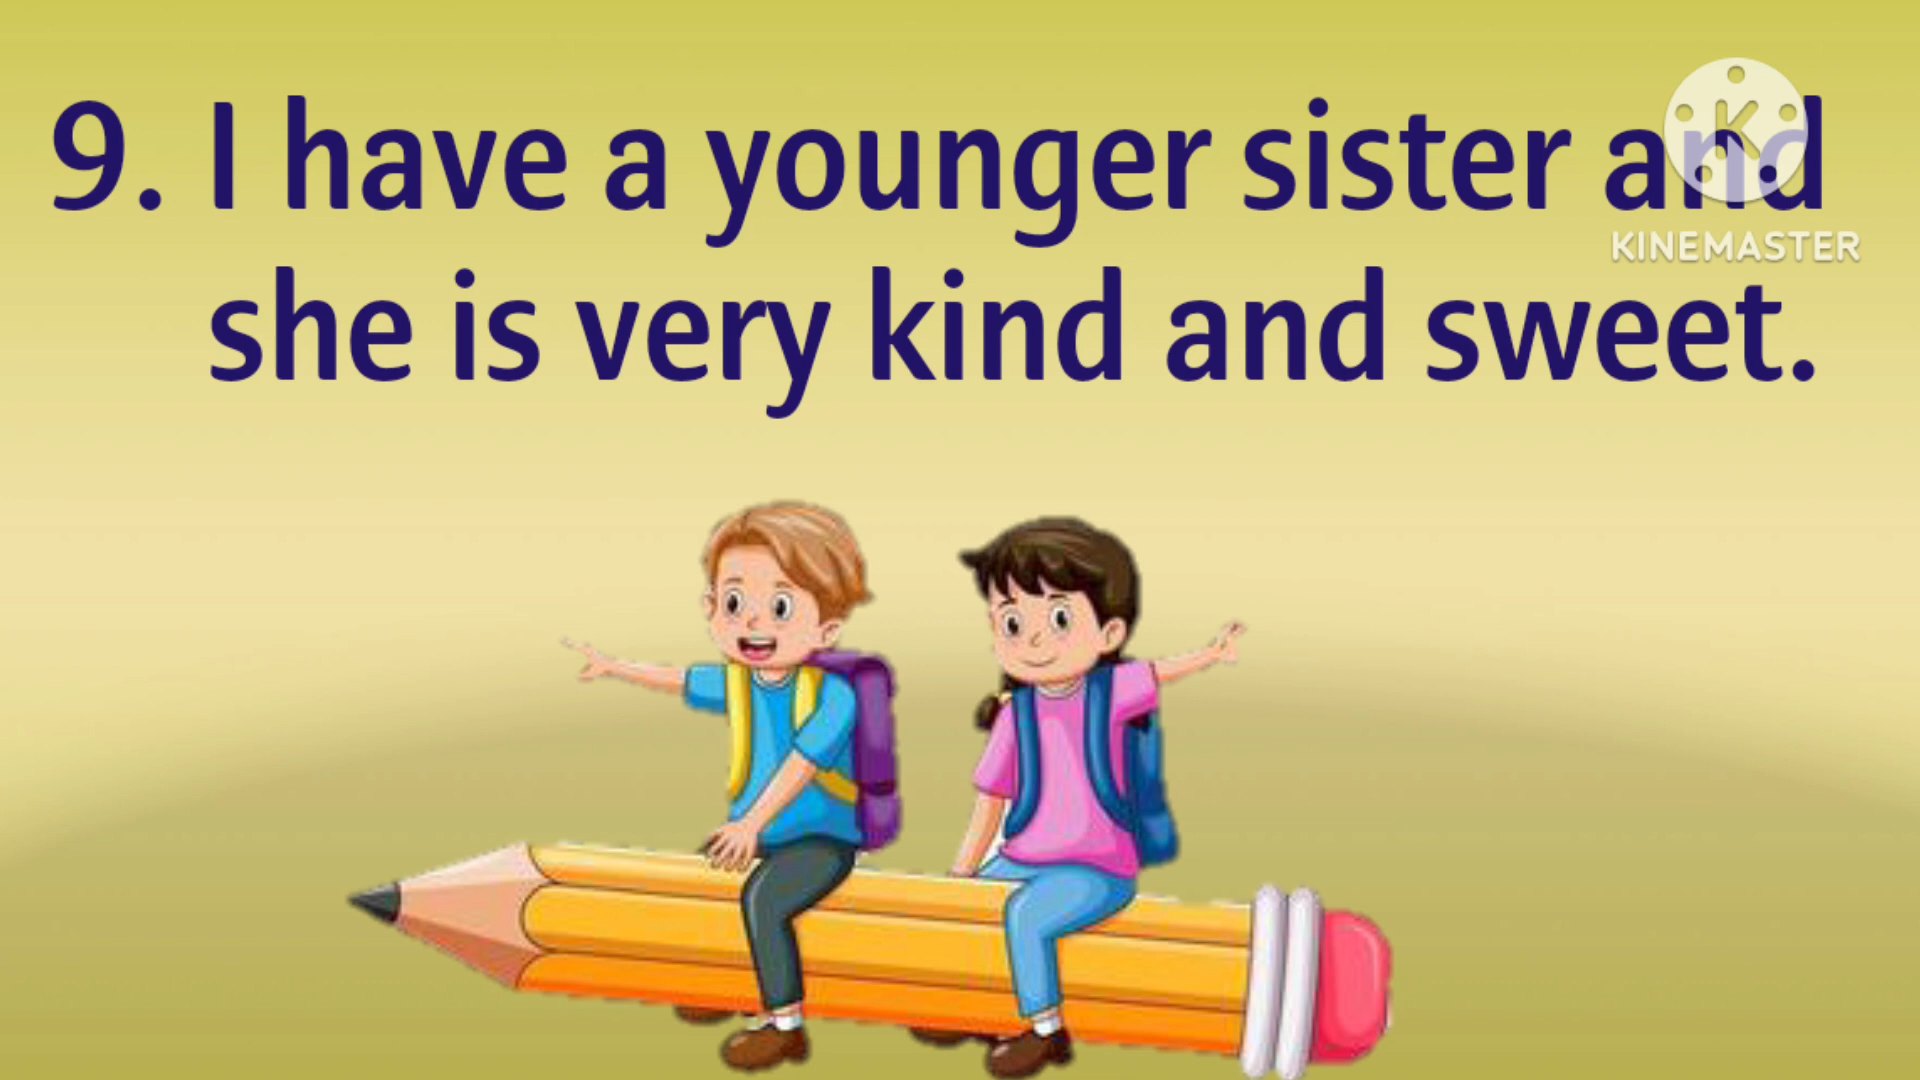 9. I have a younger sister and
she is very kind and sweet.
K
KINEMASTER